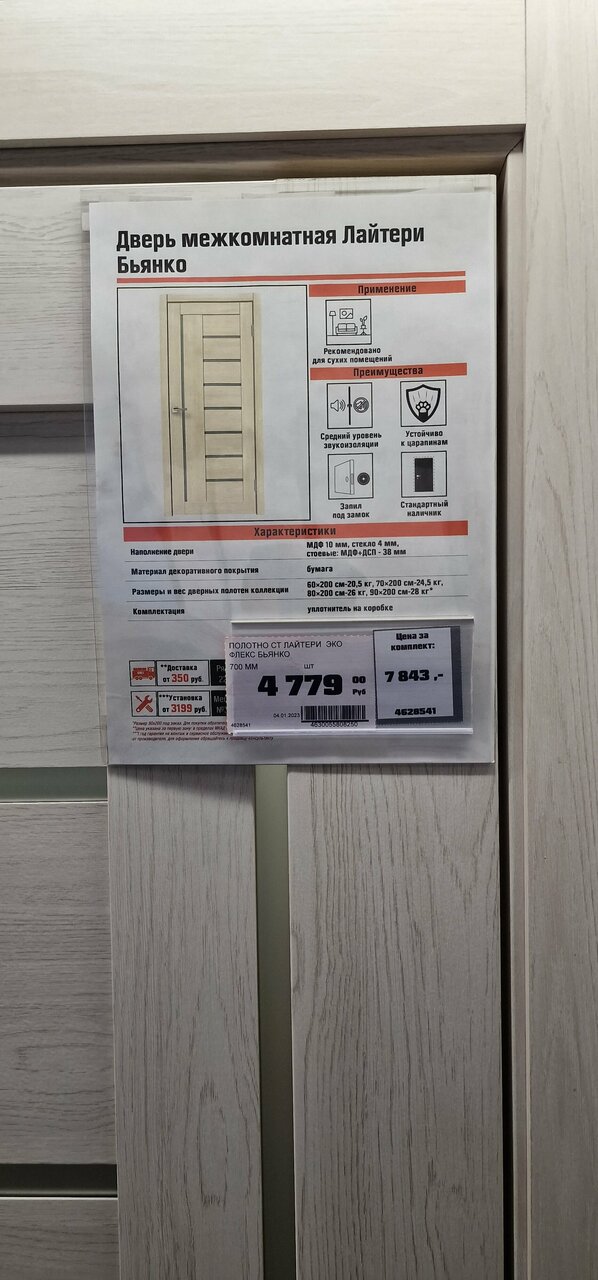 Дверь межкомнатная Лайтери
Бьянко
Применение
Рекомендовано
для сухих помещений
Преимущества
Средний уровень
звукоизоляции
Устойчиво
к царапинам
Запил
под замок
Стандартный
наличник
Характеристики
Наполнение двери
МДФ 10 мм, стекло 4 мм,
стоевые: МДФ+ДСП - 38 мм
Материал декоративного покрытия
бумага
Размеры и вес дверных полотен коллекции
60×200 см-20,5 кг, 70×200 см-24,5 кг,
80×200 см-26 кг, 90×200 см-28 кг*
Комплектация
уплотнитель на коробке
**Доставка
от 350 руб.
***Установка
от 3199 руб.
ПОЛОТНО СТ ЛАЙТЕРИ ЭКО
ФЛЕКС БЬЯНКО
700 ММ
шт
4 779 00
Руб
04.01.2023
4628541
4630055808250
Цена за
комплект:
7 843 ,-
4628541